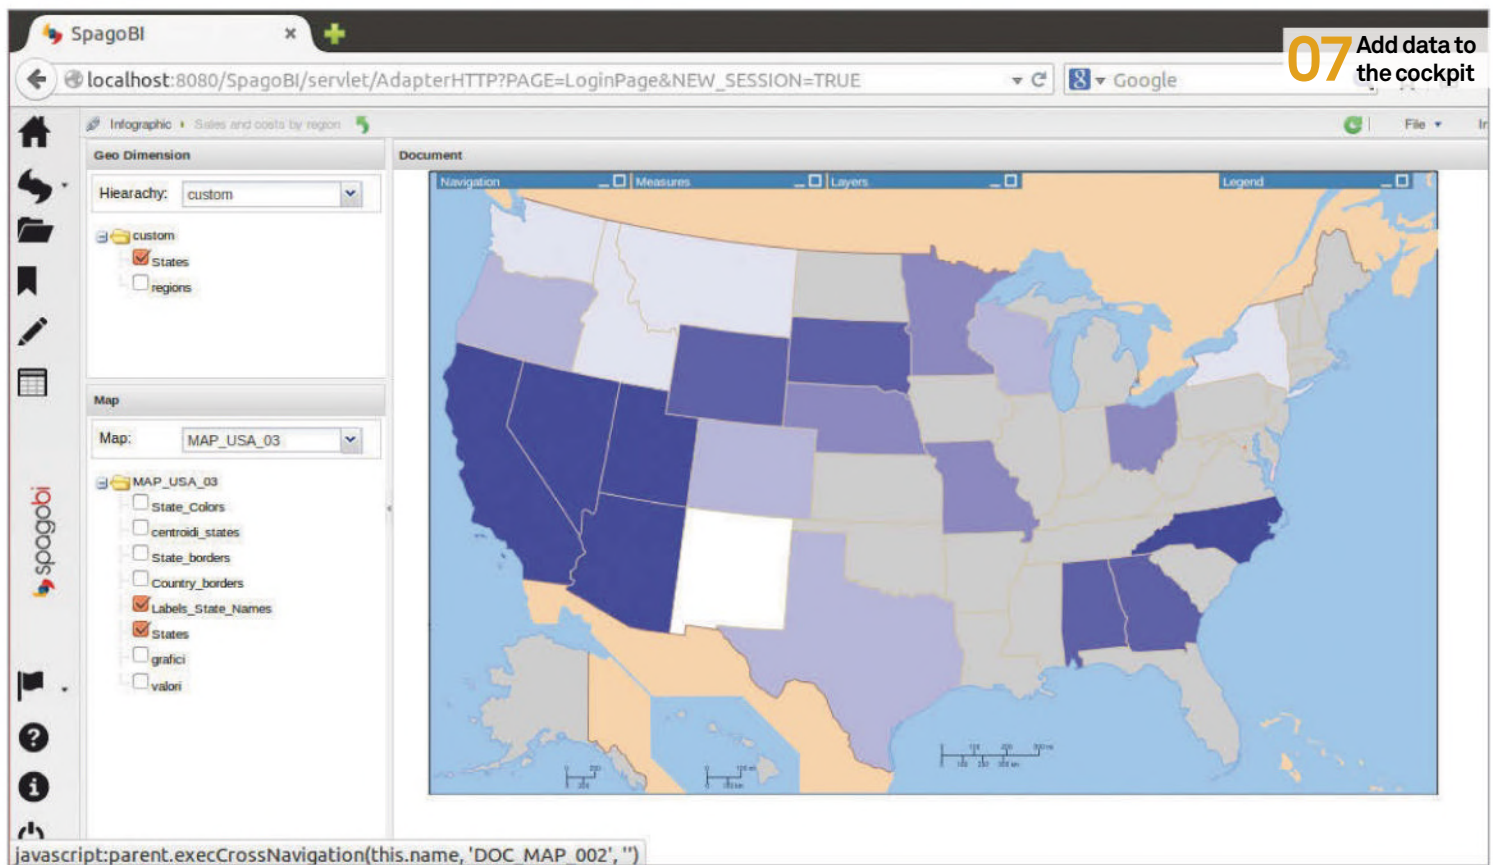 SpagoBI
07 Add data to
the cockpit
localhost:8080/SpagoBI/servlet/AdapterHTTP?PAGE=LoginPage&NEW_SESSION=TRUE
Google
Infographic
Sales and costs by region
File
Geo Dimension
Document
Hiearachy: custom
Navigation
Measures
Layers
Legend
custom
States
regions
Map
Map: MAP_USA_03
MAP_USA_03
State_Colors
centroidi_states
State_borders
Country_borders
Labels_State_Names
States
grafici
valori
spagobi
javascript:parent.execCrossNavigation(this.name, 'DOC_MAP_002', '')